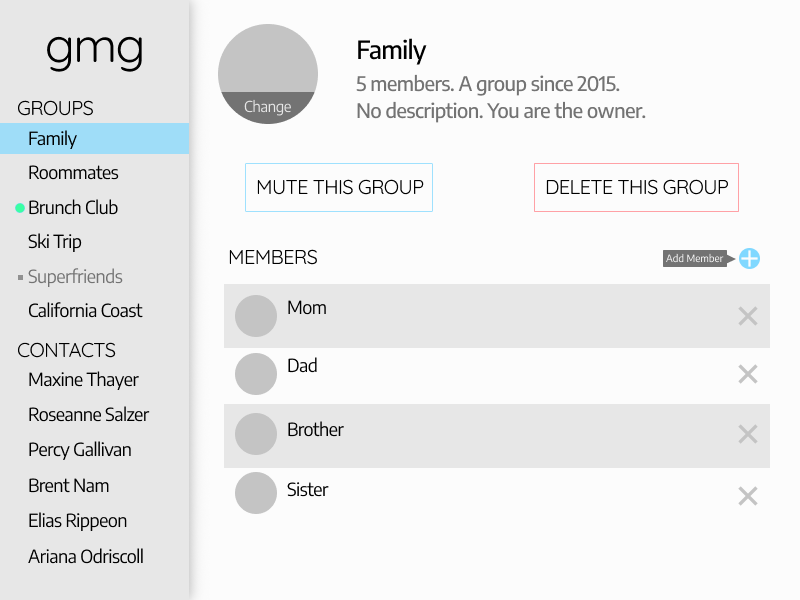 gmg
GROUPS
Family
Roommates
Brunch Club
Ski Trip
Superfriends
California Coast
CONTACTS
Maxine Thayer
Roseanne Salzer
Percy Gallivan
Brent Nam
Elias Rippeon
Ariana Odriscoll
Change
Family
5 members. A group since 2015.
No description. You are the owner.
MUTE THIS GROUP
DELETE THIS GROUP
MEMBERS
Add Member
Mom
Dad
Brother
Sister